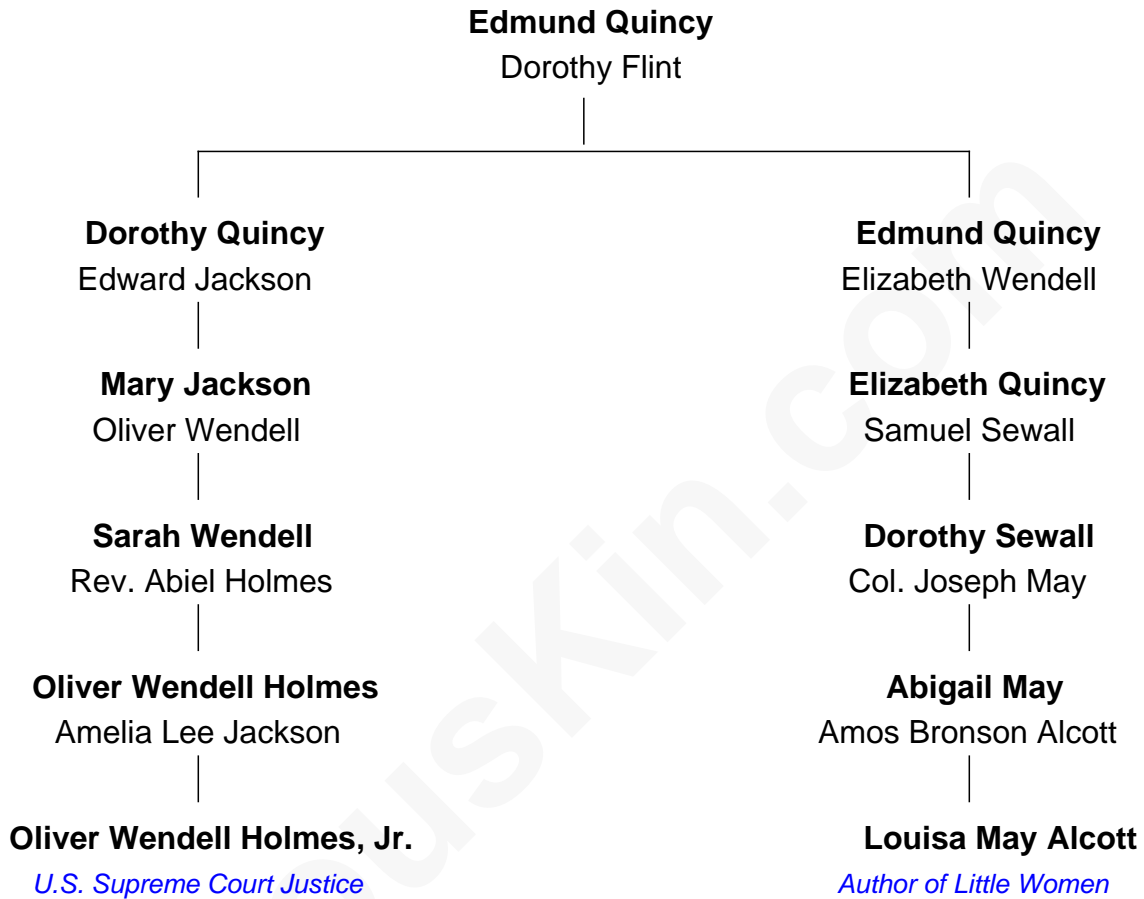 Edmund Quincy
Dorothy Flint
Dorothy Quincy
Edward Jackson
Edmund Quincy
Elizabeth Wendell
Mary Jackson
Oliver Wendell
Elizabeth Quincy
Samuel Sewall
Sarah Wendell
Rev. Abiel Holmes
Dorothy Sewall
Col. Joseph May
Oliver Wendell Holmes
Amelia Lee Jackson
Abigail May
Amos Bronson Alcott
Oliver Wendell Holmes, Jr.
U.S. Supreme Court Justice
Louisa May Alcott
Author of Little Women
usKin.com